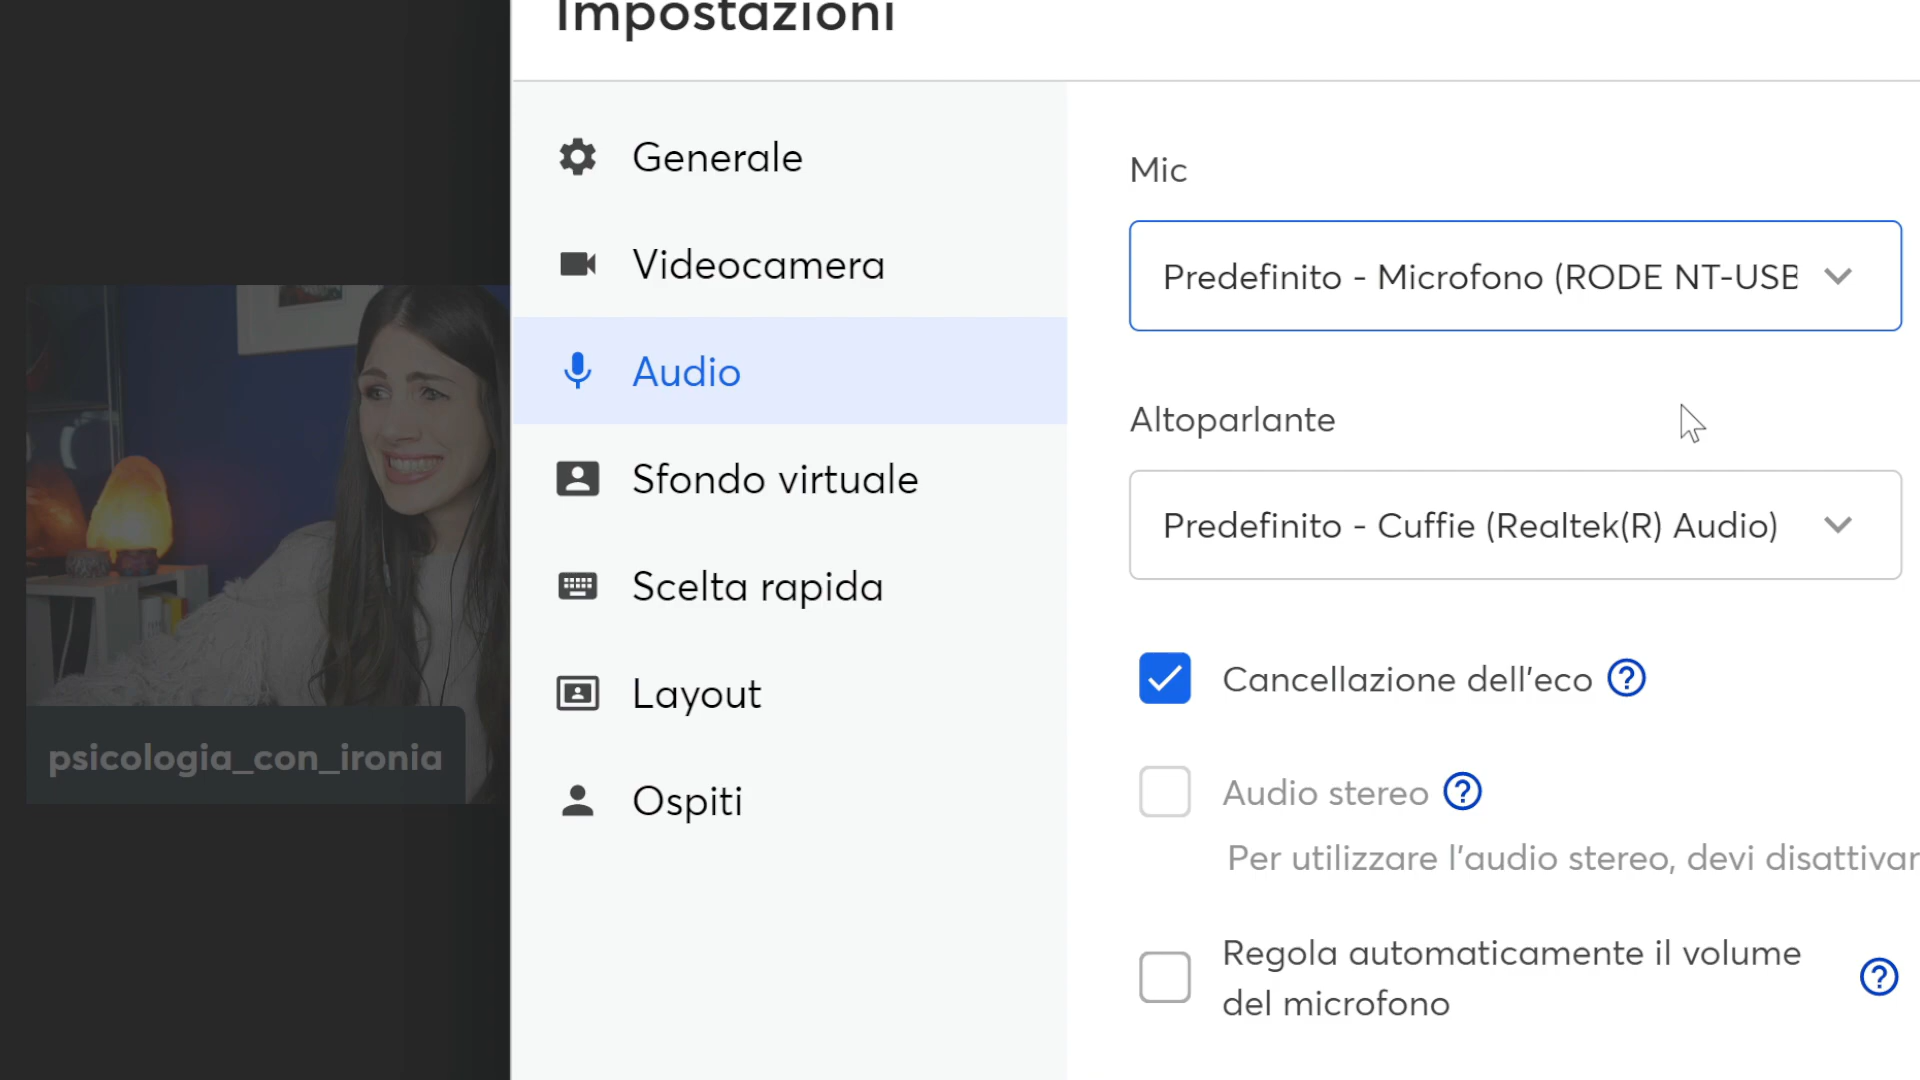 Impostazioni
Generale
Videocamera
Audio
Sfondo virtuale
Scelta rapida
Layout
Ospiti
psicologia_con_ironia
Mic
Predefinito - Microfono (RODE NT-USB
Altoparlante
Predefinito - Cuffie (Realtek(R) Audio)
Cancellazione dell'eco
Audio stereo
Per utilizzare l'audio stereo, devi disattivar
Regola automaticamente il volume
del microfono